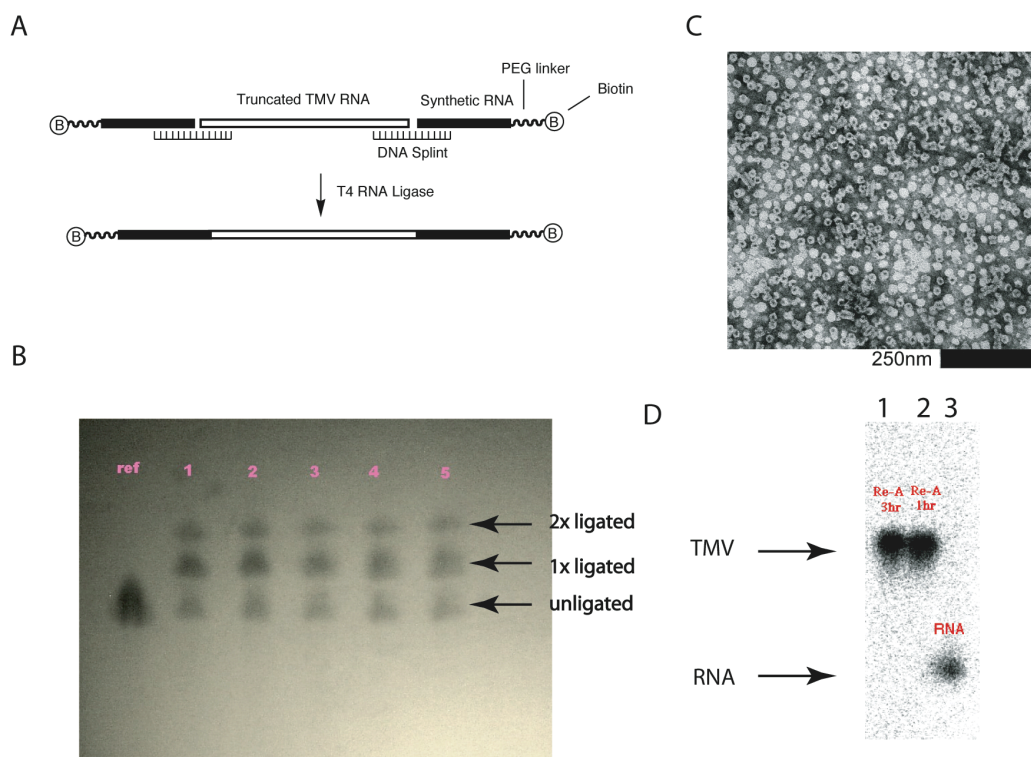 A
PEG linker
Truncated TMV RNA
Synthetic RNA
Biotin
B
B
DNA Splint
T4 RNA Ligase
B
B
B
ref
1
2
3
4
5
2x ligated
1x ligated
unligated
C
250nm
D
1 2 3
Re-A Re-A
3hr 1hr
TMV
RNA
RNA